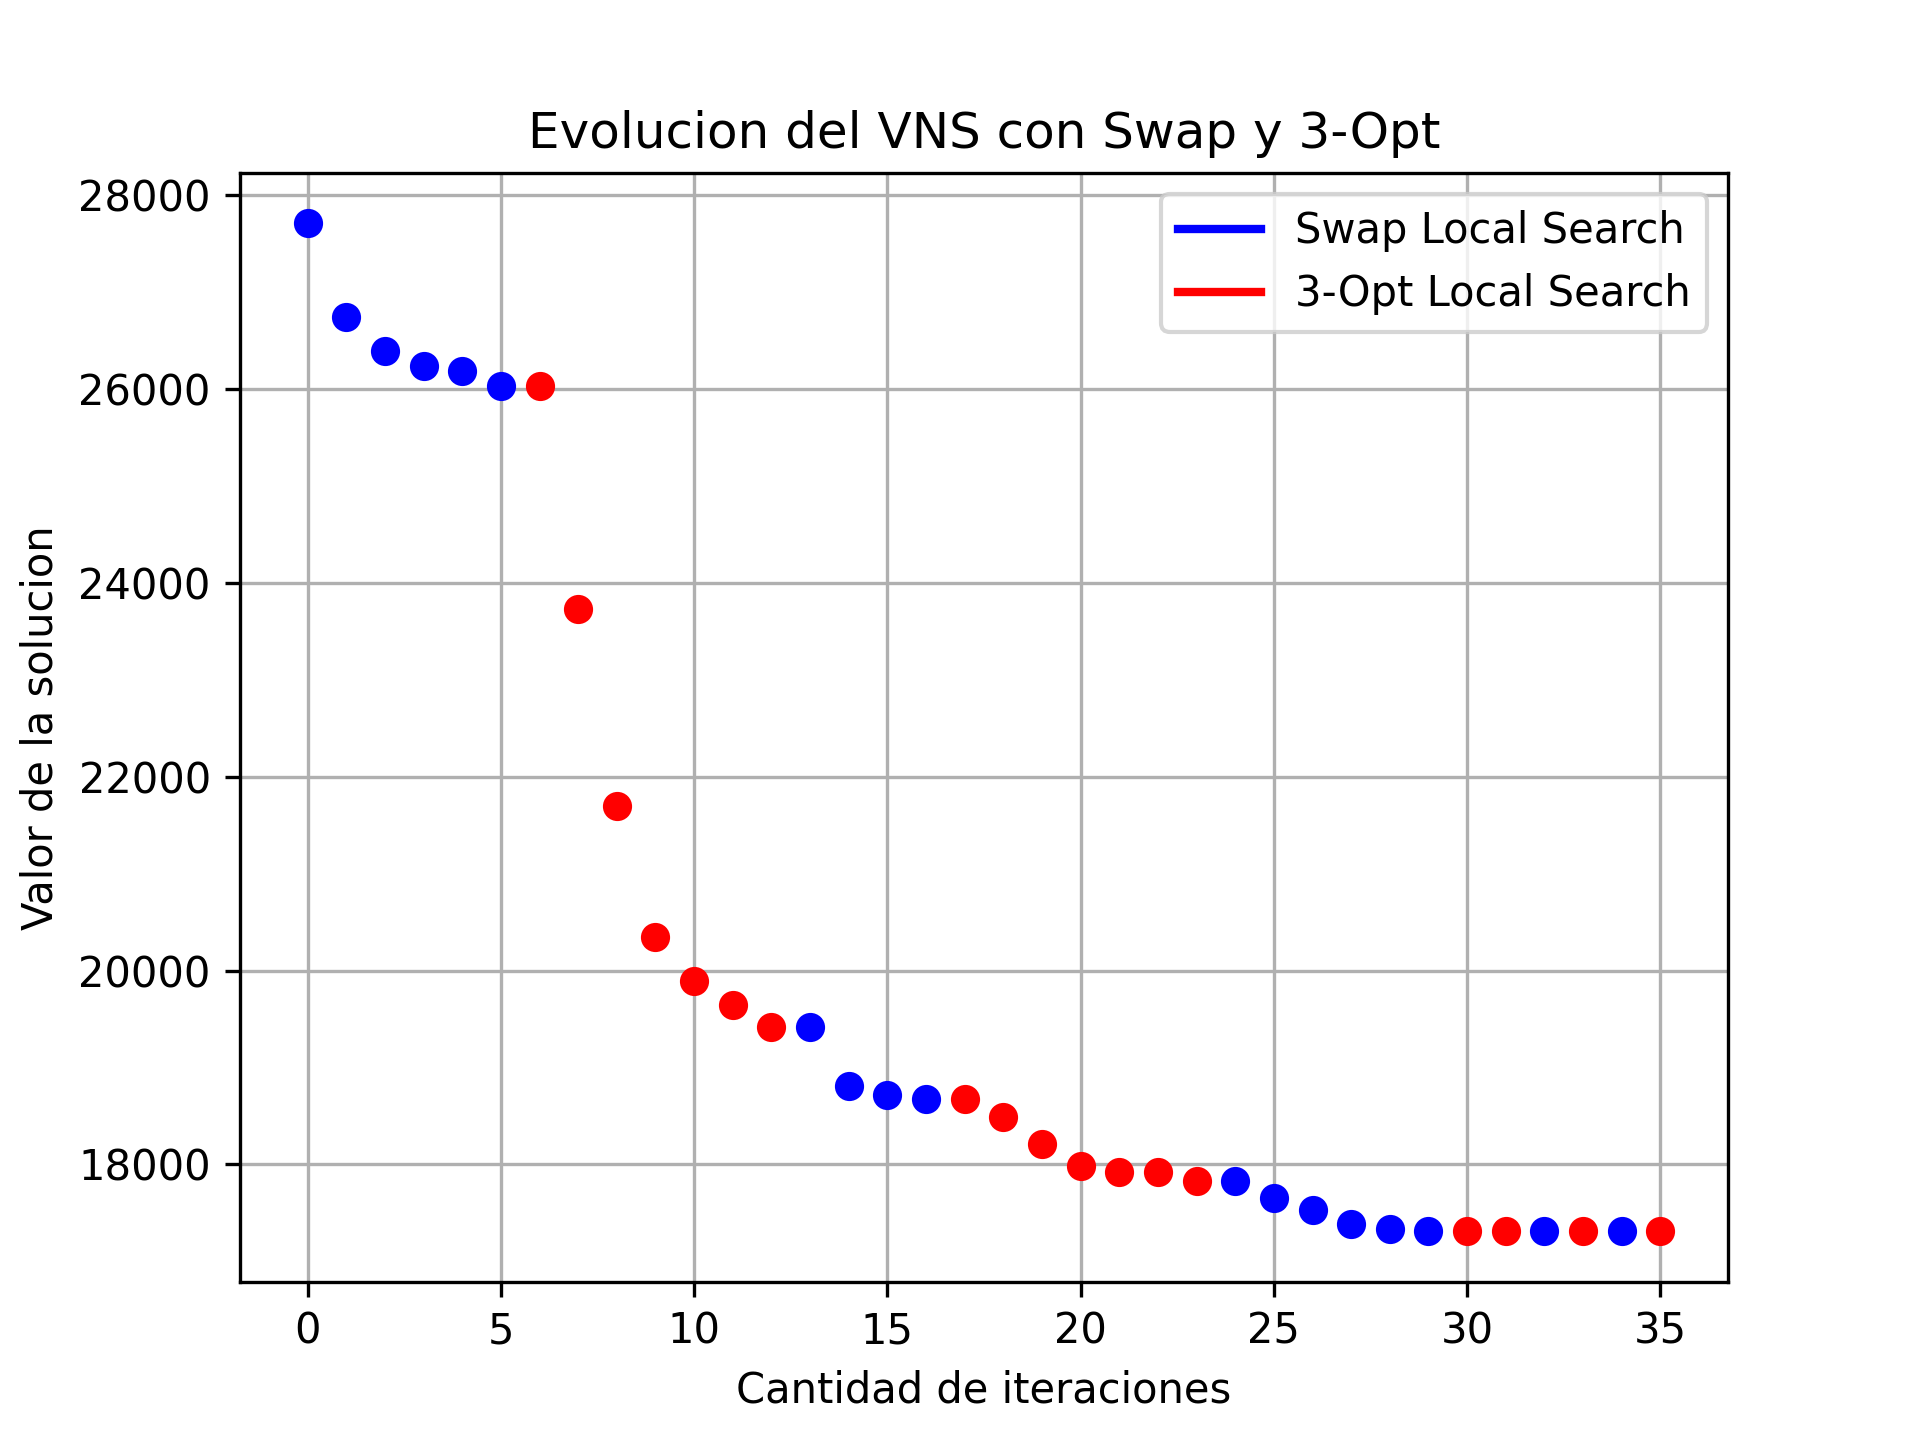 Evolucion del VNS con Swap y 3-Opt
Swap Local Search
3-Opt Local Search
28000
26000
24000
22000
20000
18000
Valor de la solucion
0 5 10 15 20 25 30 35
Cantidad de iteraciones